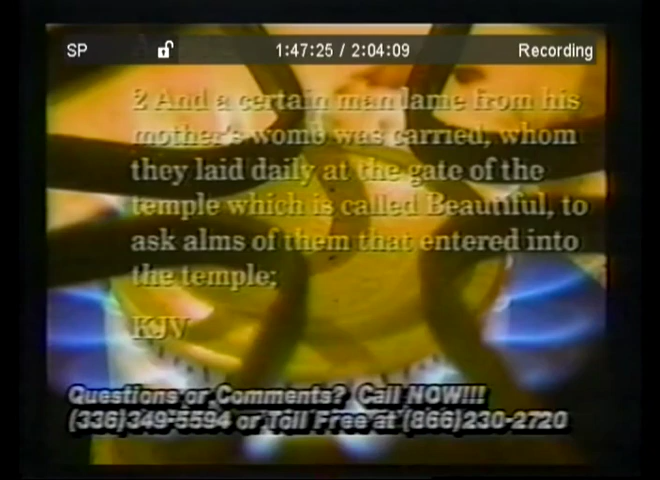 SP 1:47:25 / 2:04:09 Recording
2 And a certain man lame from his
mother's womb was carried, whom
they laid daily at the gate of the
temple which is called Beautiful, to
ask alms of them that entered into
the temple;
KJV
Questions or Comments? Call NOW!!!
(336)349-5594 or Toll Free at (866)230-2720